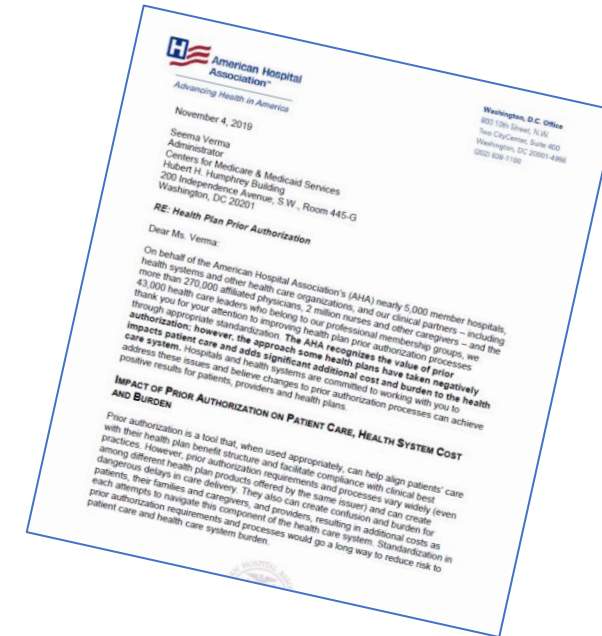 American Hospital
Association™
Advancing Health in America
Washington, D.C. Office
800 10th Street, N.W.
Two CityCenter, Suite 400
Washington, DC 20001-4956
(202) 638-1100
November 4, 2019
Seema Verma
Administrator
Centers for Medicare & Medicaid Services
Hubert H. Humphrey Building
200 Independence Avenue, S.W., Room 445-G
Washington, DC 20201
RE: Health Plan Prior Authorization
Dear Ms. Verma:
On behalf of the American Hospital Association's (AHA) nearly 5,000 member hospitals,
health systems and other health care organizations, and our clinical partners – including
more than 270,000 affiliated physicians, 2 million nurses and other caregivers – and the
43,000 health care leaders who belong to our professional membership groups, we
thank you for your attention to improving health plan prior authorization processes
through appropriate standardization. The AHA recognizes the value of prior
authorization; however, the approach some health plans have taken negatively
impacts patient care and adds significant additional cost and burden to the health
care system. Hospitals and health systems are committed to working with you to
address these issues and believe changes to prior authorization processes can achieve
positive results for patients, providers and health plans.
IMPACT OF PRIOR AUTHORIZATION ON PATIENT CARE, HEALTH SYSTEM COST
AND BURDEN
Prior authorization is a tool that, when used appropriately, can help align patients' care
with their health plan benefit structure and facilitate compliance with clinical best
practices. However, prior authorization requirements and processes vary widely (even
among different health plan products offered by the same issuer) and can create
dangerous delays in care delivery. They also can create confusion and burden for
patients, their families and caregivers, and providers, resulting in additional costs as
each attempts to navigate this component of the health care system. Standardization in
prior authorization requirements and processes would go a long way to reduce risk to
patient care and health care system burden.